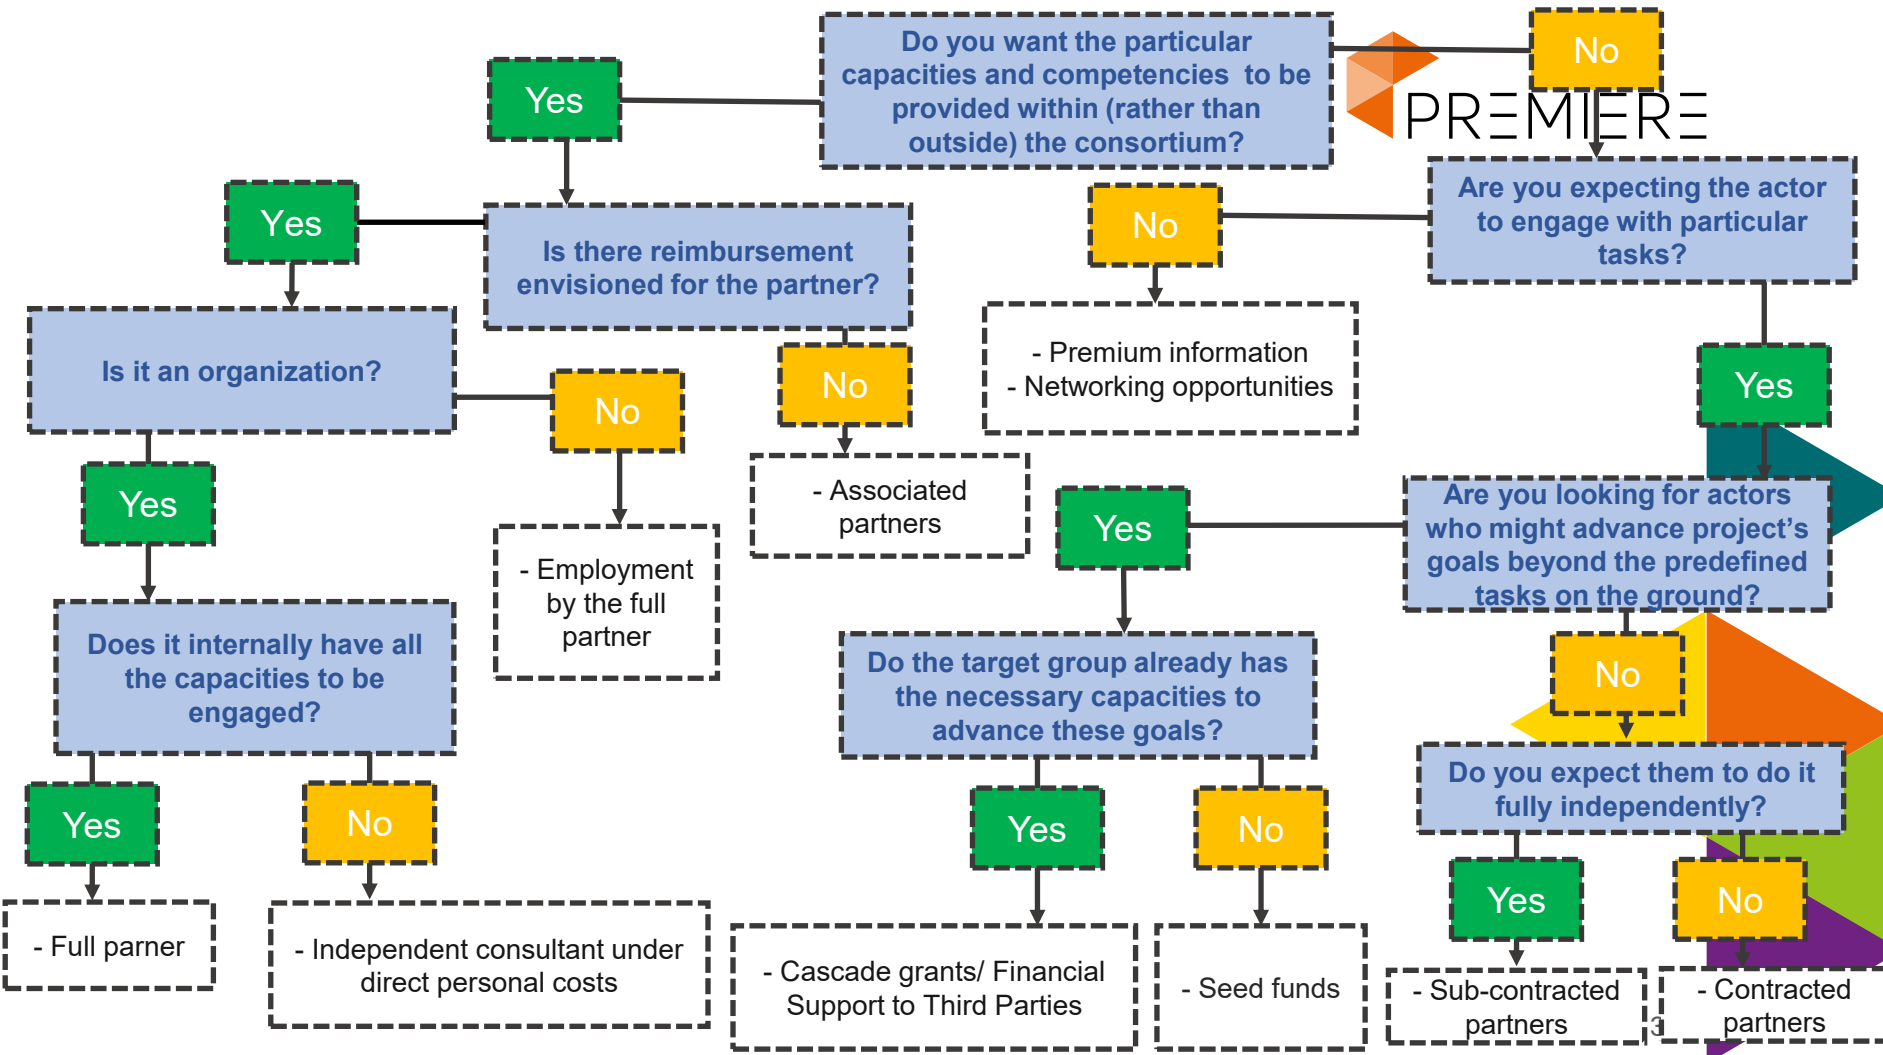 Do you want the particular
capacities and competencies  to be
provided within (rather than
outside) the consortium?
No
Yes
PREMIERE
Are you expecting the actor
to engage with particular
tasks?
Yes
Is there reimbursement
envisioned for the partner?
No
- Premium information
- Networking opportunities
Is it an organization?
No
No
Yes
- Associated
partners
Yes
Yes
Are you looking for actors
who might advance project’s
goals beyond the predefined
tasks on the ground?
- Employment
by the full
partner
Does it internally have all
the capacities to be
engaged?
Do the target group already has
the necessary capacities to
advance these goals?
No
Do you expect them to do it
fully independently?
Yes
No
Yes
No
Yes
No
- Full parner
- Independent consultant under
direct personal costs
- Cascade grants/ Financial
Support to Third Parties
- Seed funds
- Sub-contracted
partners
3
- Contracted
partners